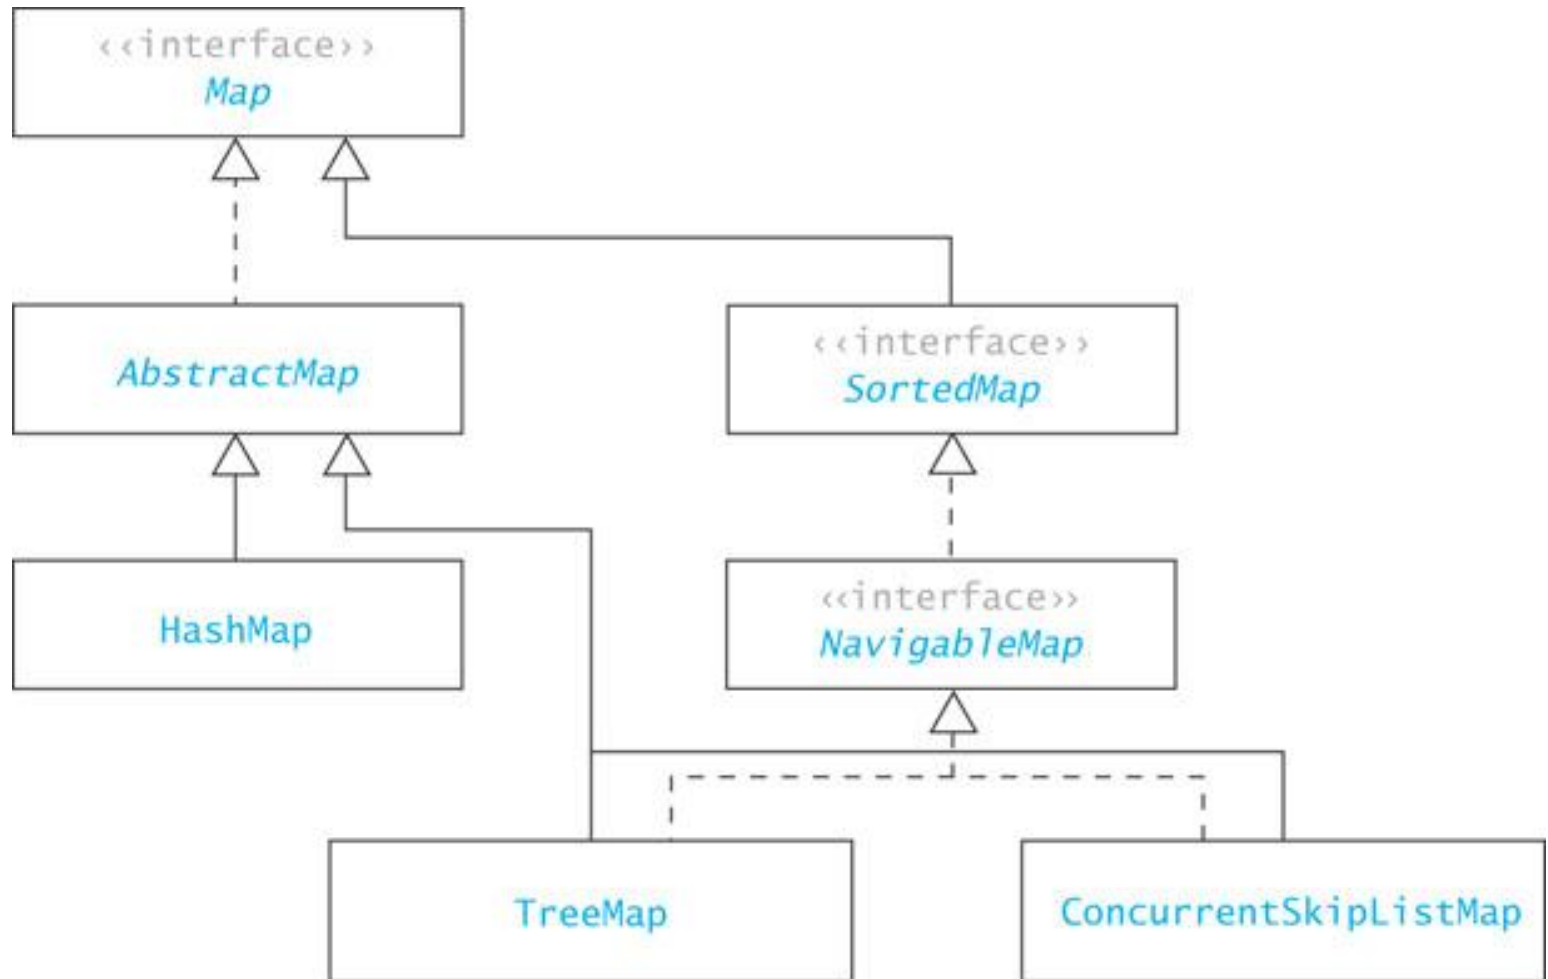 ‹‹interface››
Map
AbstractMap
‹‹interface››
SortedMap
HashMap
‹‹interface››
NavigableMap
TreeMap
ConcurrentSkipListMap